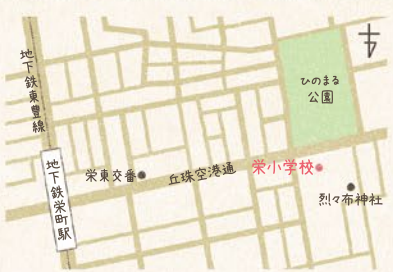 地下鉄東豊線
ひのまる
公園
地下鉄栄町駅
栄東交番
丘珠空港通
栄小学校
烈々布神社